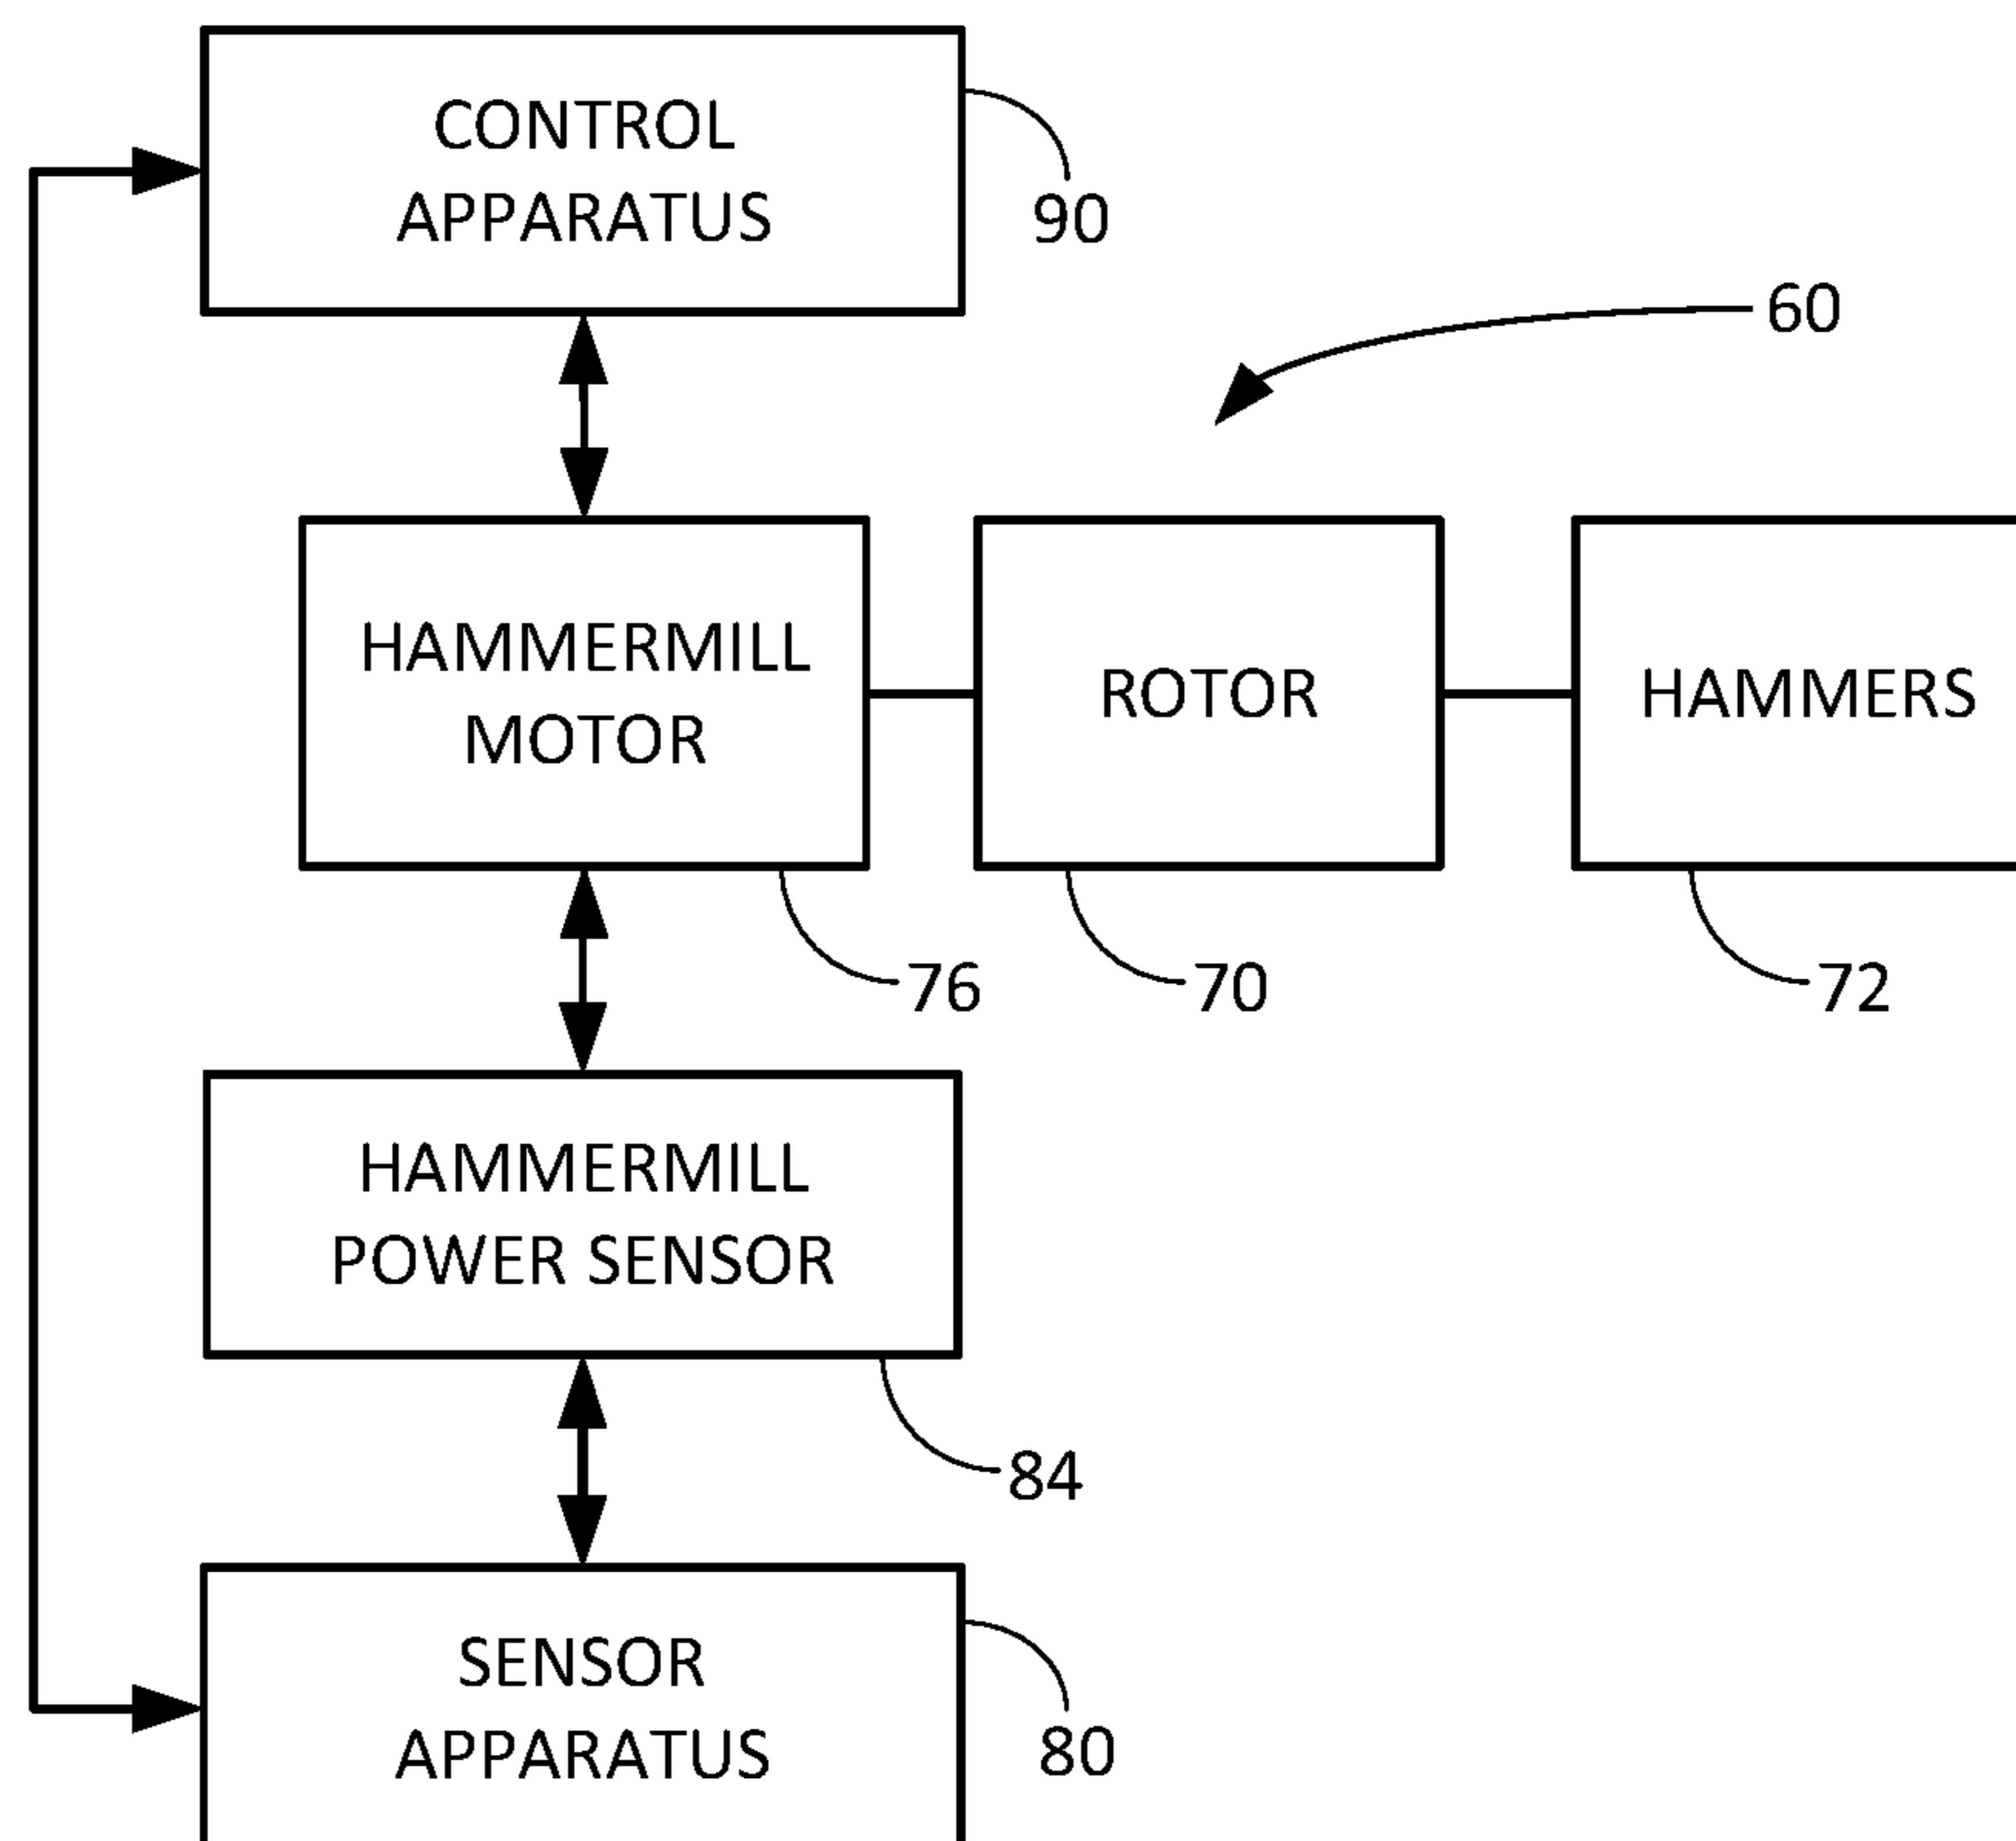 CONTROL
APPARATUS
90
60
HAMMERMILL
MOTOR
ROTOR
HAMMERS
76
70
72
HAMMERMILL
POWER SENSOR
84
SENSOR
APPARATUS
80